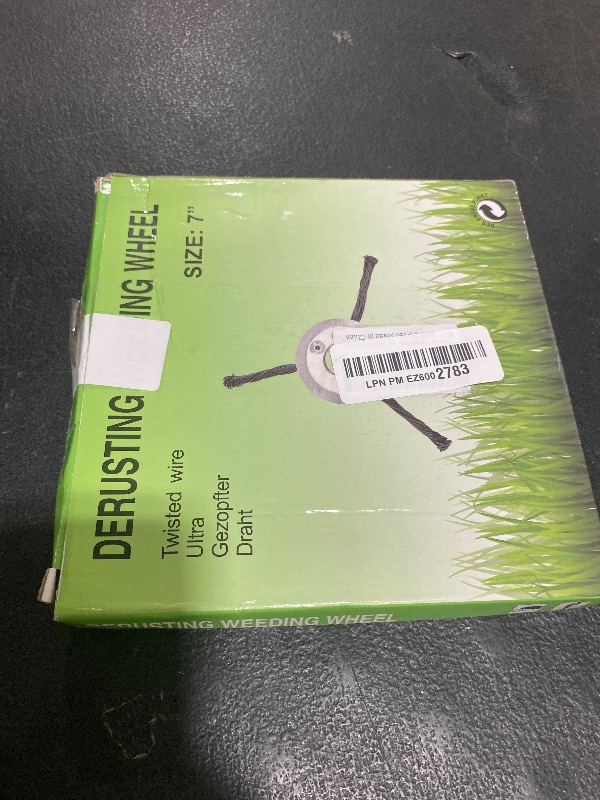 DERUSTING ING WHEEL
SIZE: 7"
Twisted wire
Ultra
Gezopfter
Draht
LPN PM EZ6002783
DERUSTING WEEDING WHEEL